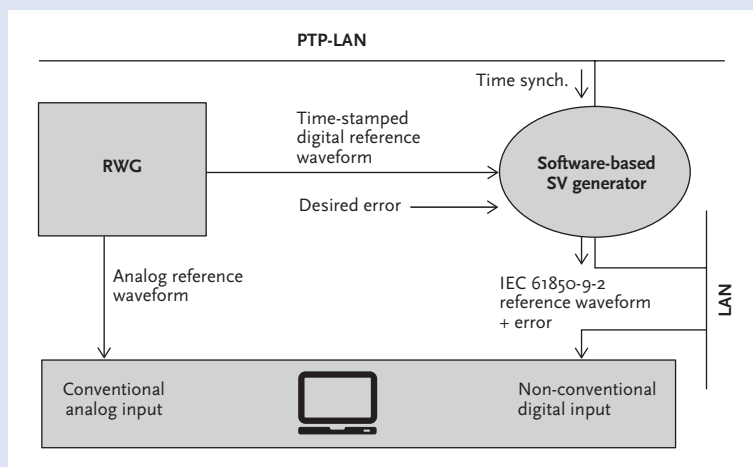 PTP-LAN
Time synch.
Time-stamped
digital reference
waveform
RWG
Software-based
SV generator
Desired error
Analog reference
waveform
IEC 61850-9-2
reference waveform
+ error
LAN
Conventional
analog input
Non-conventional
digital input